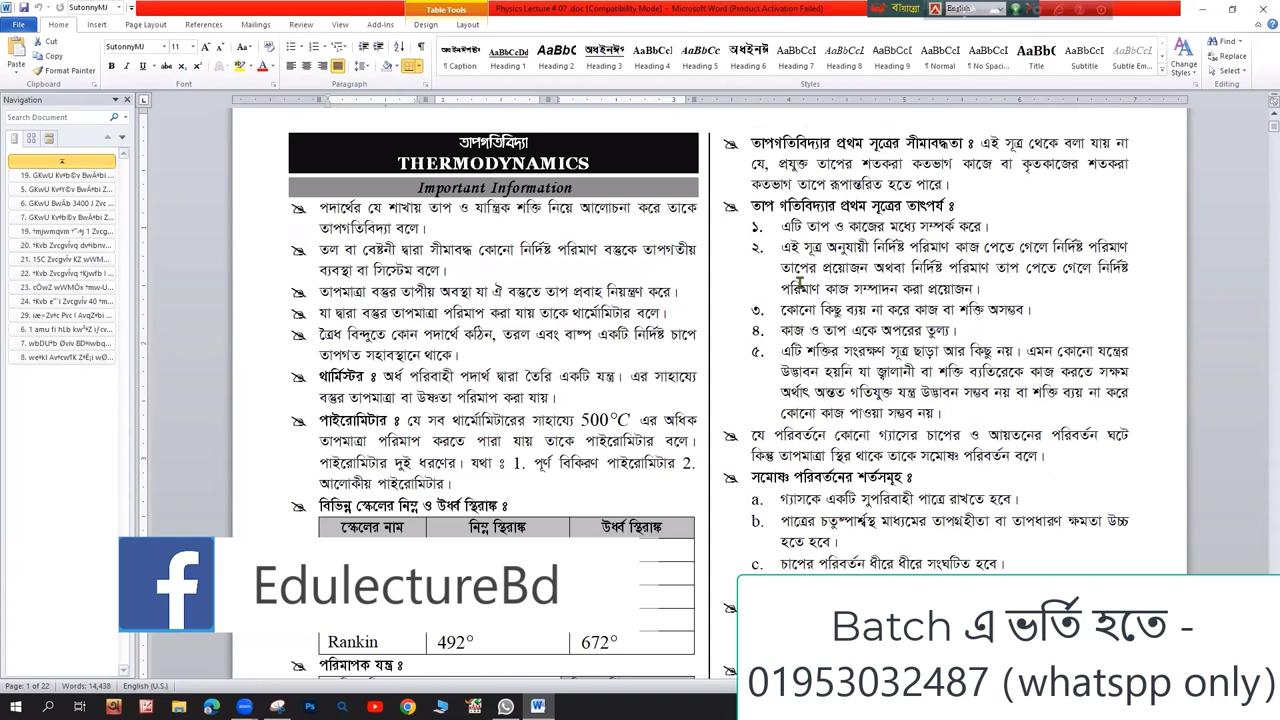 Physics Lecture # 07 .doc [Compatibility Mode] - Microsoft Word (Product Activation Failed)
Table Tools
SutonnyMJ
English
File
Home
Insert
Page Layout
References
Mailings
Review
View
Add-Ins
Design
Layout
Cut
Copy
Format Painter
Paste
Clipboard
SutonnyMJ
11
Font
Paragraph
¶ Caption
Heading 1
Heading 2
Heading 3
Heading 4
Heading 5
Heading 6
Heading 7
Heading 8
Heading 9
¶ Normal
¶ No Spaci...
Title
Subtitle
Subtle Em...
Styles
Change Styles
Find
Replace
Select
Editing
Navigation
Search Document
তাপগতিবিদ্যা
THERMODYNAMICS
Important Information
পদার্থের যে শাখায় তাপ ও যান্ত্রিক শক্তি নিয়ে আলোচনা করে তাকে
তাপগতিবিদ্যা বলে।
তল বা বেষ্টনী দ্বারা সীমাবদ্ধ কোনো নির্দিষ্ট পরিমাণ বস্তুকে তাপগতীয়
ব্যবস্থা বা সিস্টেম বলে।
তাপমাত্রা বস্তুর তাপীয় অবস্থা যা ঐ বস্তুতে তাপ প্রবাহ নিয়ন্ত্রণ করে।
যা দ্বারা বস্তুর তাপমাত্রা পরিমাপ করা যায় তাকে থার্মোমিটার বলে।
ত্রৈধ বিন্দুতে কোন পদার্থে কঠিন, তরল এবং বাষ্প একটি নির্দিষ্ট চাপে
তাপগত সহাবস্থানে থাকে।
থার্মিস্টর ঃ অর্ধ পরিবাহী পদার্থ দ্বারা তৈরি একটি যন্ত্র। এর সাহায্যে
বস্তুর তাপমাত্রা বা উষ্ণতা পরিমাপ করা যায়।
পাইরোমিটার ঃ যে সব থার্মোমিটারের সাহায্যে 500°C এর অধিক
তাপমাত্রা পরিমাপ করতে পারা যায় তাকে পাইরোমিটার বলে।
পাইরোমিটার দুই ধরণের। যথা ঃ 1. পূর্ণ বিকিরণ পাইরোমিটার 2.
আলোকীয় পাইরোমিটার।
বিভিন্ন স্কেলের নিম্ন ও উর্ধ্ব স্থিরাঙ্ক ঃ
স্কেলের নাম নিম্ন স্থিরাঙ্ক উর্ধ্ব স্থিরাঙ্ক
Rankin 492° 672°
পরিমাপক যন্ত্র ঃ
তাপগতিবিদ্যার প্রথম সূত্রের সীমাবদ্ধতা ঃ এই সূত্র থেকে বলা যায় না
যে, প্রযুক্ত তাপের শতকরা কতভাগ কাজে বা কৃতকাজের শতকরা
কতভাগ তাপে রূপান্তরিত হতে পারে।
তাপ গতিবিদ্যার প্রথম সূত্রের তাৎপর্য ঃ
১. এটি তাপ ও কাজের মধ্যে সম্পর্ক করে।
২. এই সূত্র অনুযায়ী নির্দিষ্ট পরিমাণ কাজ পেতে গেলে নির্দিষ্ট পরিমাণ
তাপের প্রয়োজন অথবা নির্দিষ্ট পরিমাণ তাপ পেতে গেলে নির্দিষ্ট
পরিমাণ কাজ সম্পাদন করা প্রয়োজন।
৩. কোনো কিছু ব্যয় না করে কাজ বা শক্তি অসম্ভব।
৪. কাজ ও তাপ একে অপরের তুল্য।
৫. এটি শক্তির সংরক্ষণ সূত্র ছাড়া আর কিছু নয়। এমন কোনো যন্ত্রের
উদ্ভাবন হয়নি যা জ্বালানী বা শক্তি ব্যতিরেকে কাজ করতে সক্ষম
অর্থাৎ অন্তত গতিযুক্ত যন্ত্র উদ্ভাবন সম্ভব নয় বা শক্তি ব্যয় না করে
কোনো কাজ পাওয়া সম্ভব নয়।
যে পরিবর্তনে কোনো গ্যাসের চাপের ও আয়তনের পরিবর্তন ঘটে
কিন্তু তাপমাত্রা স্থির থাকে তাকে সমোষ্ণ পরিবর্তন বলে।
সমোষ্ণ পরিবর্তনের শর্তসমূহ ঃ
a. গ্যাসকে একটি সুপরিবাহী পাত্রে রাখতে হবে।
b. পাত্রের চতুষ্পার্শ্বস্থ মাধ্যমের তাপগ্রহীতা বা তাপধারণ ক্ষমতা উচ্চ
হতে হবে।
c. চাপের পরিবর্তন ধীরে ধীরে সংঘটিত হবে।
f EdulectureBd
Batch এ ভর্তি হতে -
01953032487 (whatspp only)
Page: 1 of 22
Words: 14,438
English (U.S.)